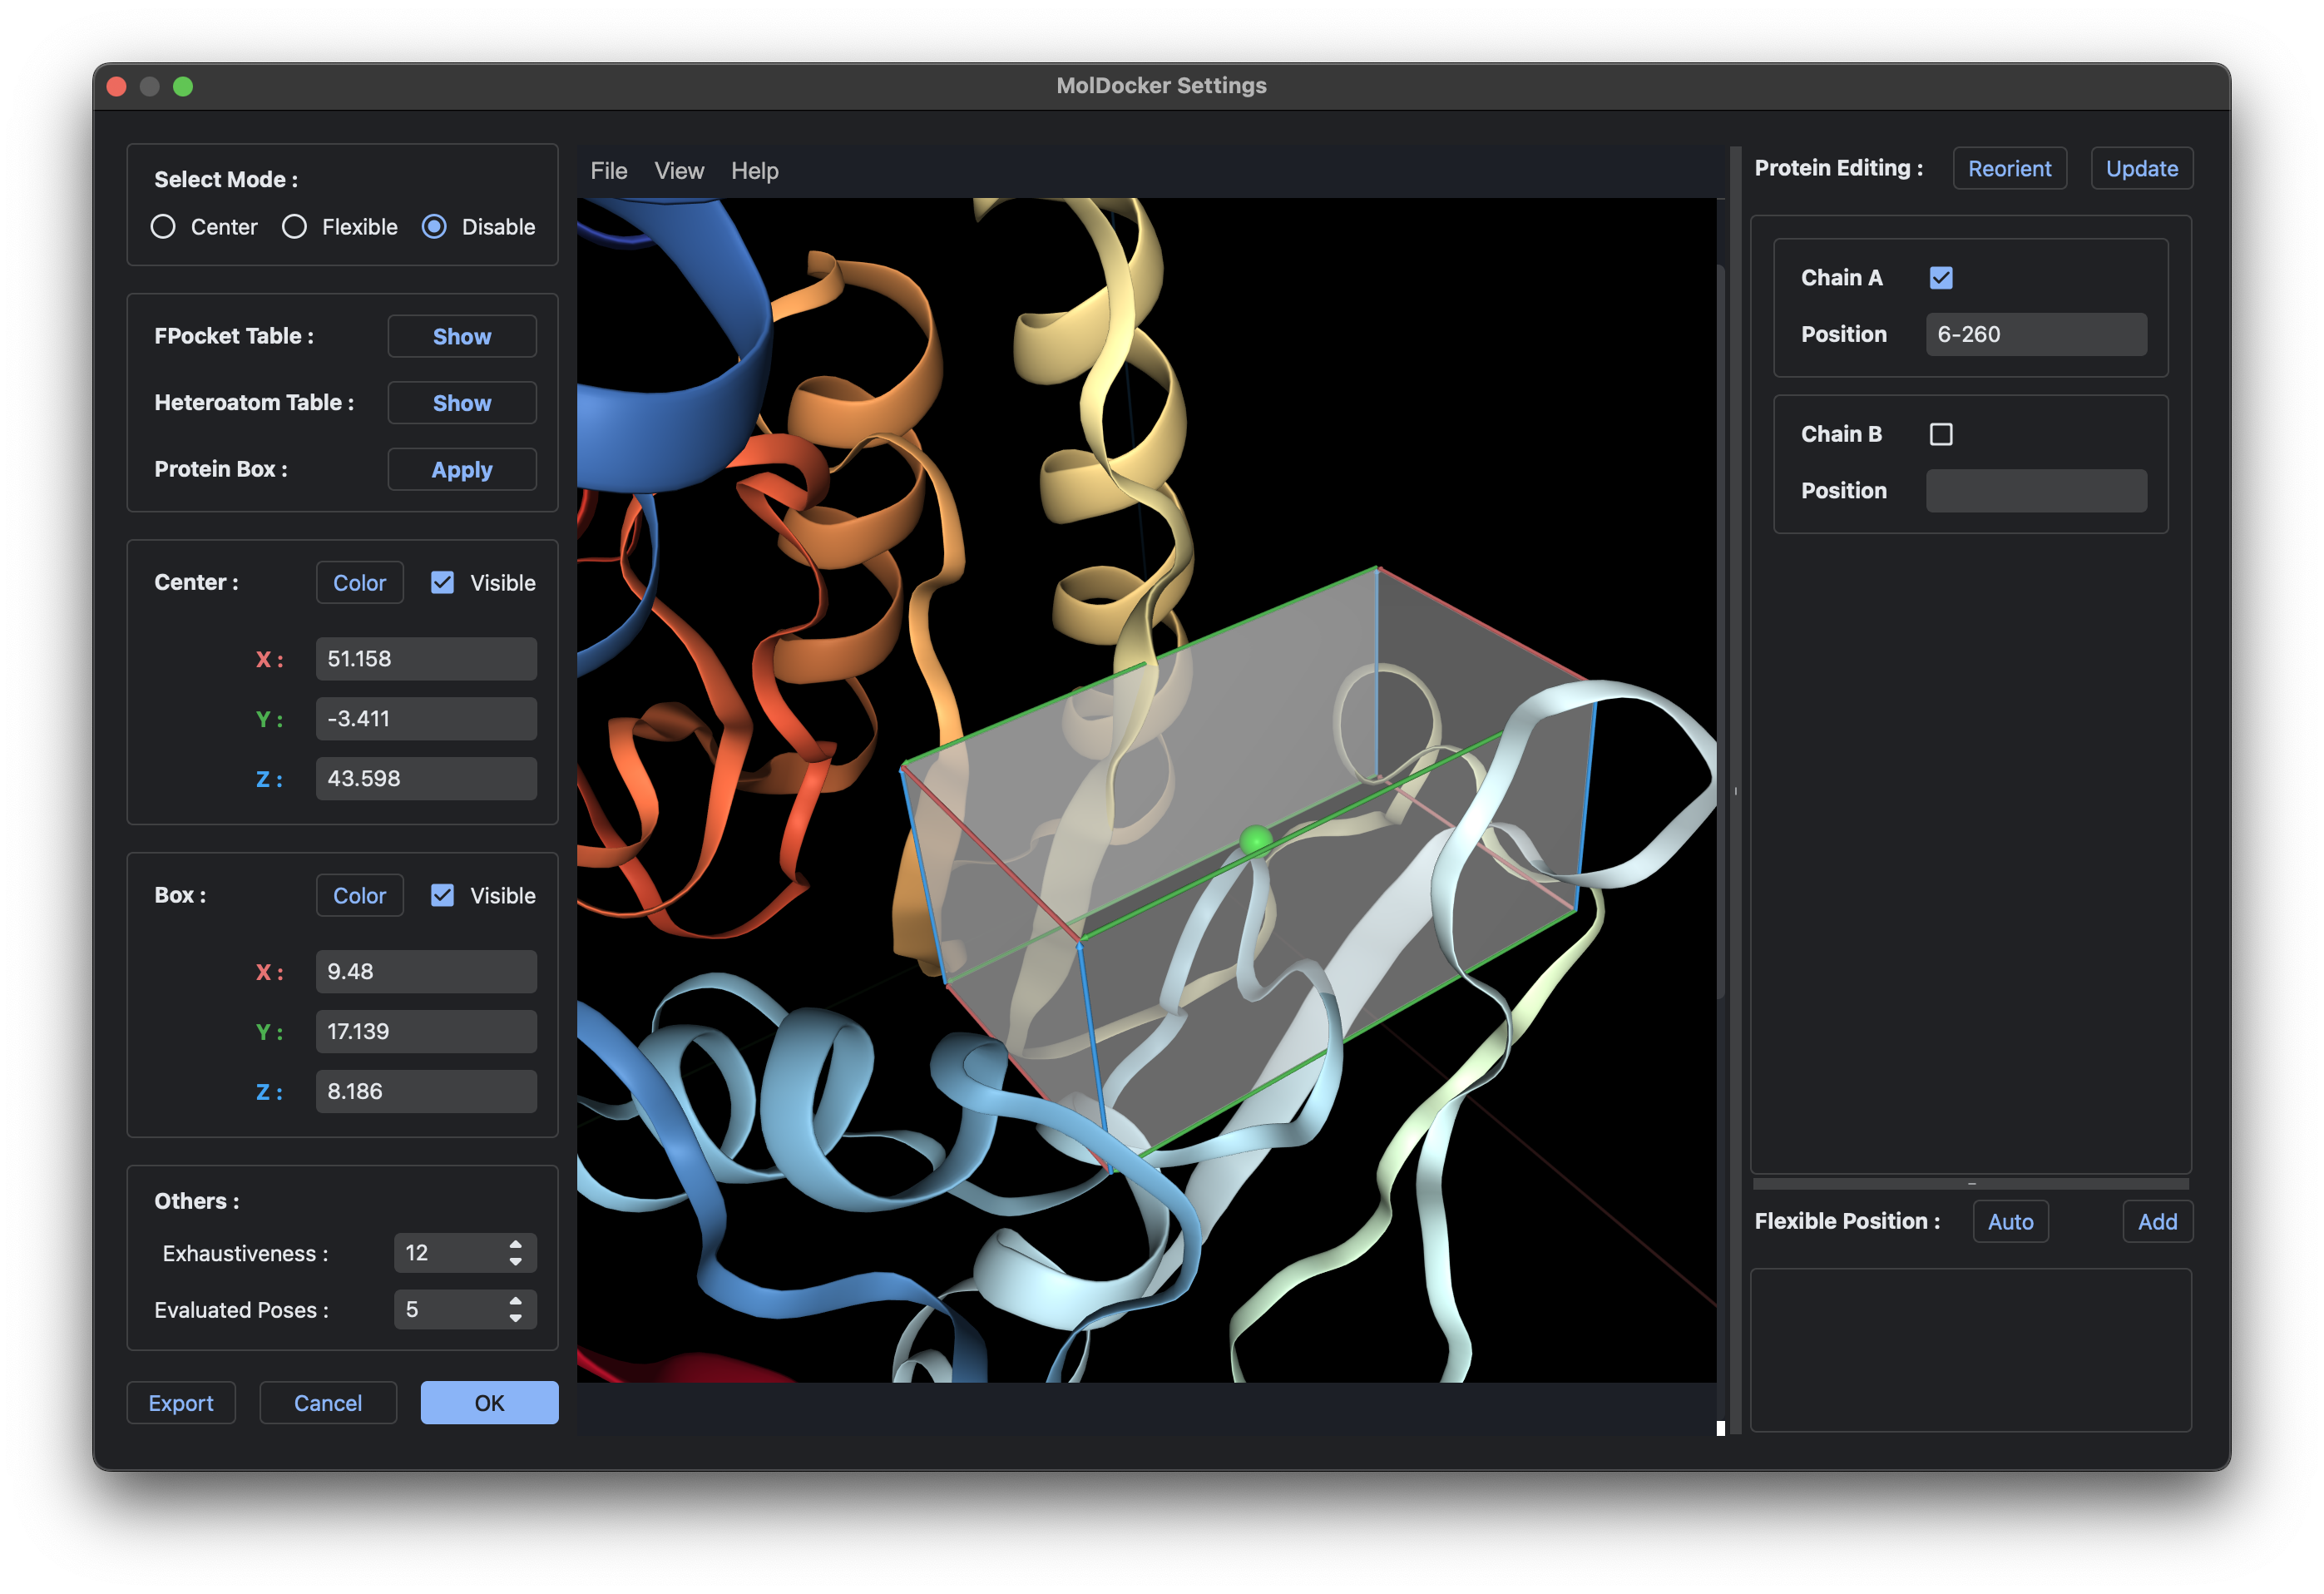 MolDocker Settings
Select Mode :
Center Flexible Disable
FPocket Table : Show
Heteroatom Table : Show
Protein Box : Apply
Center : Color Visible
X : 51.158
Y : -3.411
Z : 43.598
Box : Color Visible
X : 9.48
Y : 17.139
Z : 8.186
Others :
Exhaustiveness : 12
Evaluated Poses : 5
Export Cancel OK
File View Help
Protein Editing : Reorient Update
Chain A
Position 6-260
Chain B
Position
Flexible Position : Auto Add